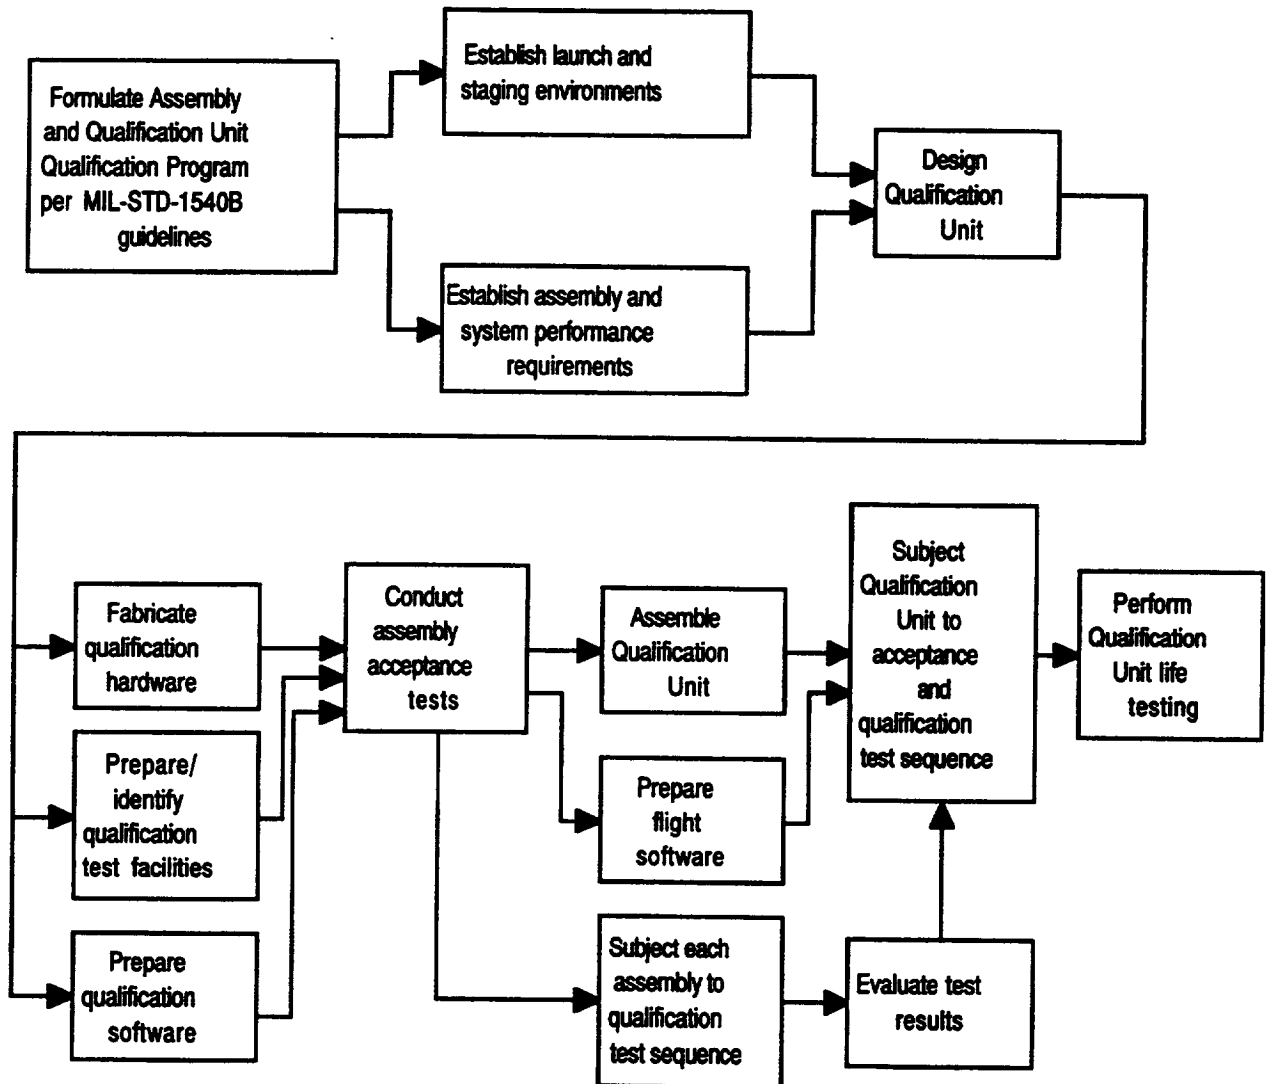 Formulate Assembly
and Qualification Unit
Qualification Program
per MIL-STD-1540B
guidelines
Establish launch and
staging environments
Establish assembly and
system performance
requirements
Design
Qualification
Unit
Fabricate
qualification
hardware
Prepare/
identify
qualification
test facilities
Prepare
qualification
software
Conduct
assembly
acceptance
tests
Assemble
Qualification
Unit
Prepare
flight
software
Subject each
assembly to
qualification
test sequence
Evaluate test
results
Subject
Qualification
Unit to
acceptance
and
qualification
test sequence
Perform
Qualification
Unit life
testing